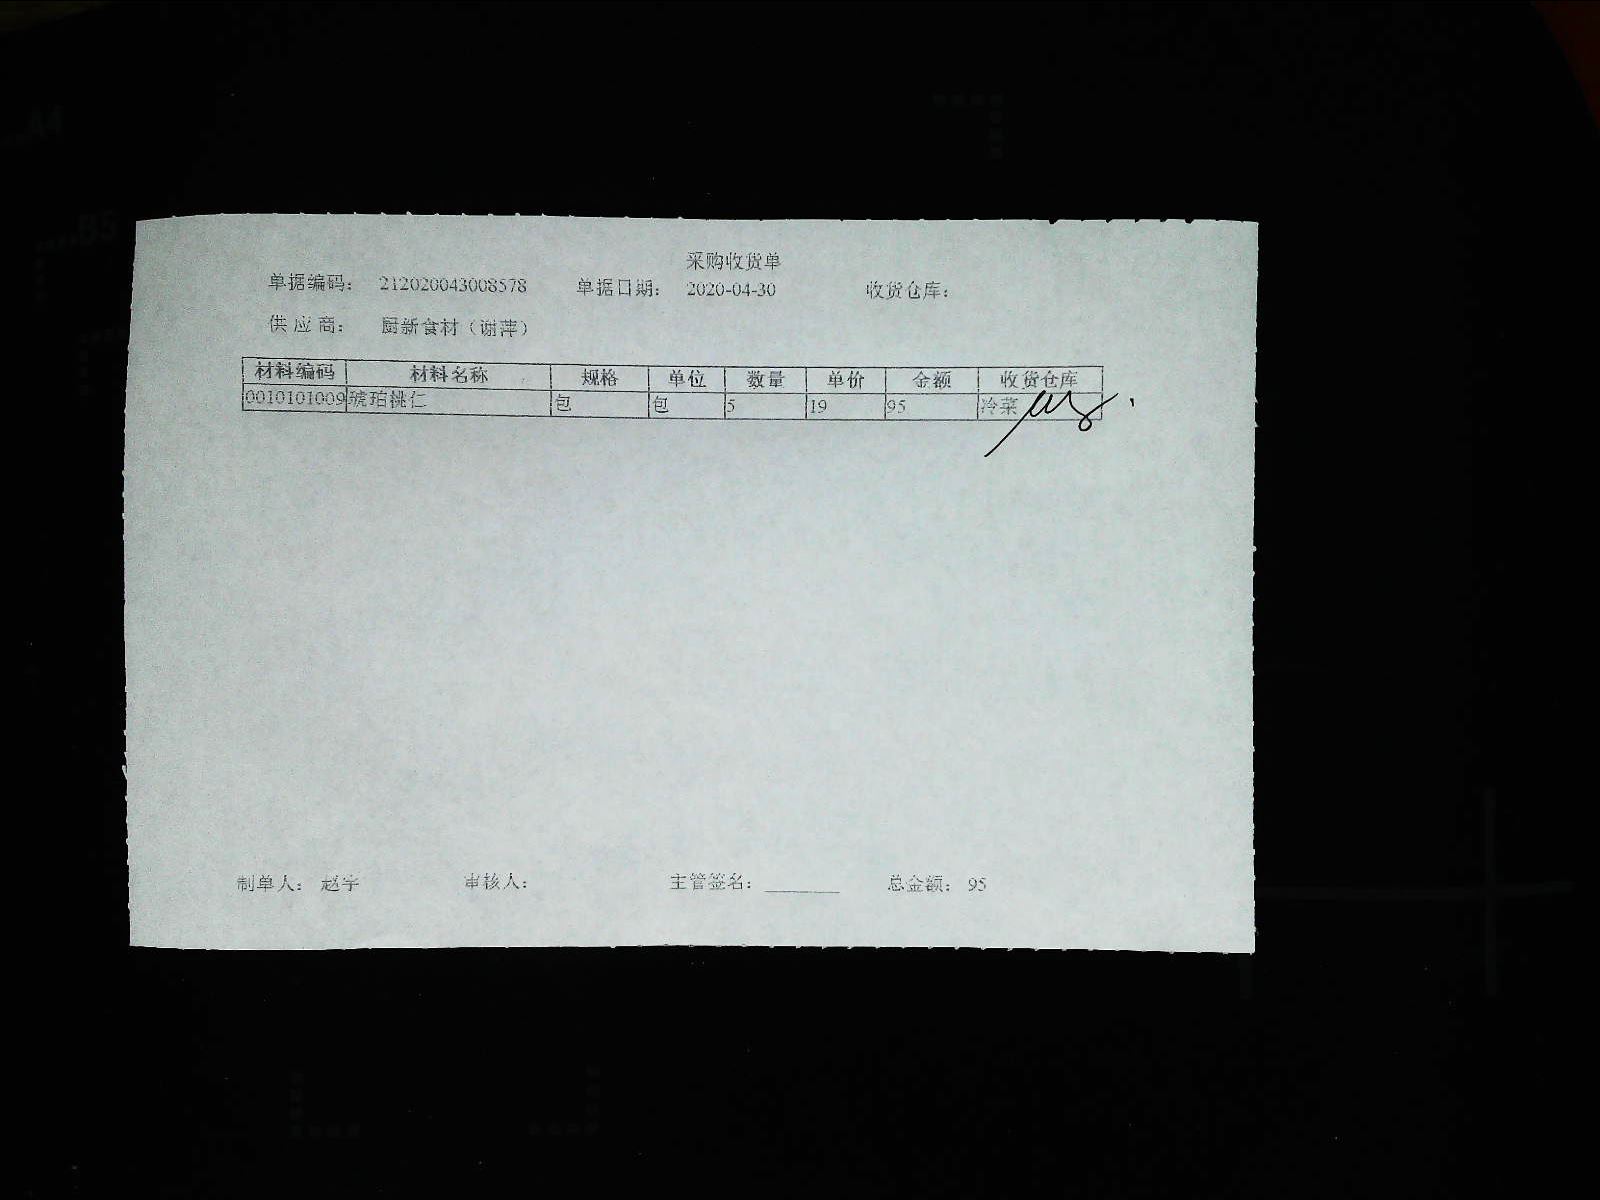 采购收货单
单据编码： 212020043008578 单据日期： 2020-04-30 收货仓库：
供应商： 厨新食材（谢萍）
材料编码 材料名称 规格 单位 数量 单价 金额 收货仓库
0010101009 琥珀桃仁 包 包 5 19 95 冷菜
制单人： 赵宇 审核人： 主管签名： ________ 总金额： 95